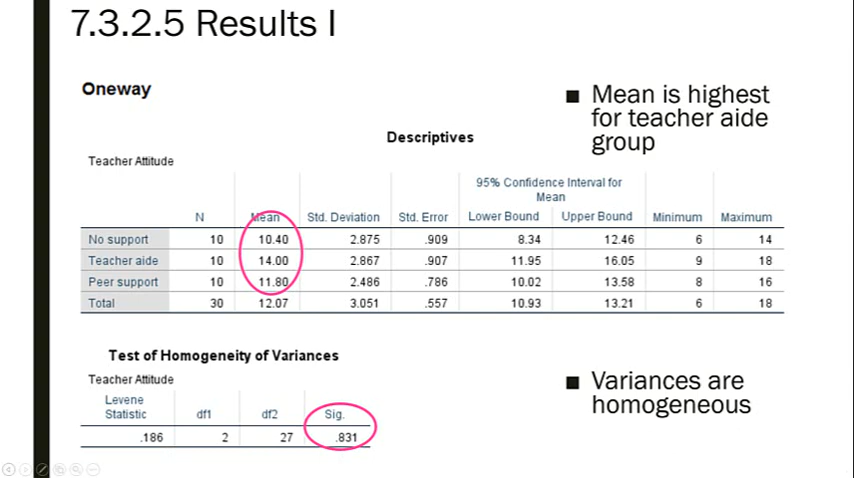 7.3.2.5 Results I
Oneway
■ Mean is highest
for teacher aide
group
Descriptives
Teacher Attitude
95% Confidence Interval for
Mean
N Mean Std. Deviation Std. Error Lower Bound Upper Bound Minimum Maximum
No support 10 10.40 2.875 .909 8.34 12.46 6 14
Teacher aide 10 14.00 2.867 .907 11.95 16.05 9 18
Peer support 10 11.80 2.486 .786 10.02 13.58 8 16
Total 30 12.07 3.051 .557 10.93 13.21 6 18
Test of Homogeneity of Variances
Teacher Attitude
Levene
Statistic df1 df2 Sig.
.186 2 27 .831
■ Variances are
homogeneous